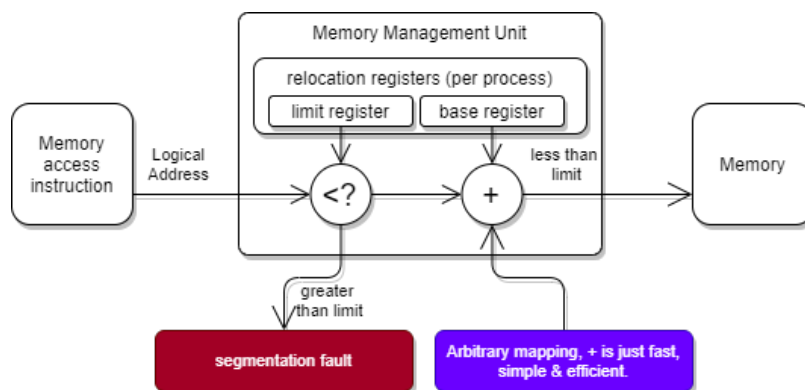 Memory Management Unit
relocation registers (per process)
limit register
base register
Memory
access
instruction
Logical
Address
<?
+
less than
limit
Memory
greater
than limit
segmentation fault
Arbitrary mapping, + is just fast,
simple & efficient.